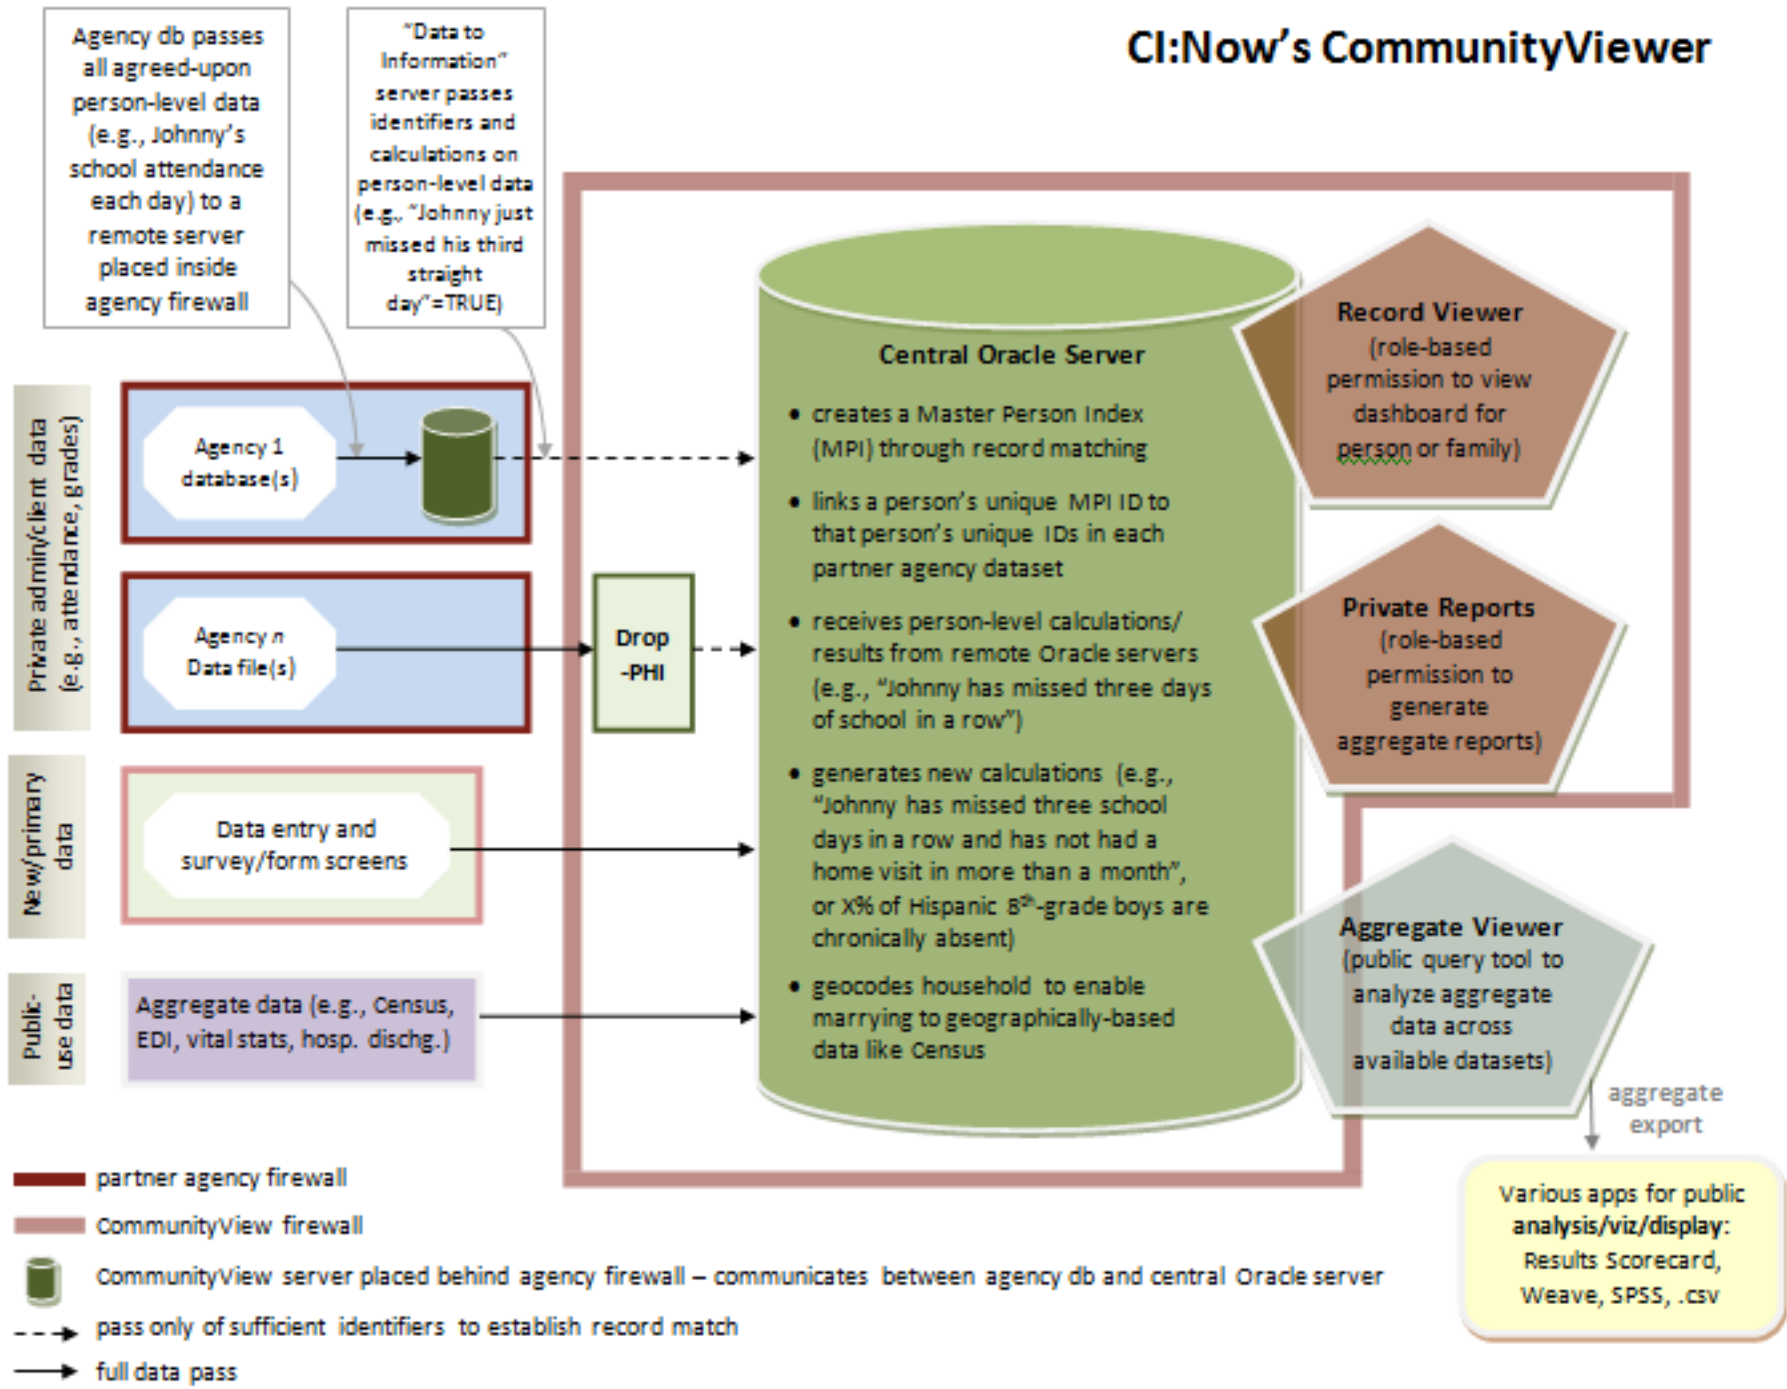 CI:Now’s CommunityViewer
Agency db passes
all agreed-upon
person-level data
(e.g., Johnny’s
school attendance
each day) to a
remote server
placed inside
agency firewall
“Data to
Information”
server passes
identifiers and
calculations on
person-level data
(e.g., “Johnny just
missed his third
straight
day”=TRUE)
Private admin/client data
(e.g., attendance, grades)
Agency 1
database(s)
Agency n
Data file(s)
Drop
-PHI
New/primary
data
Data entry and
survey/form screens
Public-
use data
Aggregate data (e.g., Census,
EDI, vital stats, hosp. dischg.)
Central Oracle Server
• creates a Master Person Index
(MPI) through record matching
• links a person’s unique MPI ID to
that person’s unique IDs in each
partner agency dataset
• receives person-level calculations/
results from remote Oracle servers
(e.g., “Johnny has missed three days
of school in a row”)
• generates new calculations (e.g.,
“Johnny has missed three school
days in a row and has not had a
home visit in more than a month”,
or X% of Hispanic 8th-grade boys are
chronically absent)
• geocodes household to enable
marrying to geographically-based
data like Census
Record Viewer
(role-based
permission to view
dashboard for
person or family)
Private Reports
(role-based
permission to
generate
aggregate reports)
Aggregate Viewer
(public query tool to
analyze aggregate
data across
available datasets)
aggregate
export
Various apps for public
analysis/viz/display:
Results Scorecard,
Weave, SPSS, .csv
partner agency firewall
CommunityView firewall
CommunityView server placed behind agency firewall – communicates between agency db and central Oracle server
pass only of sufficient identifiers to establish record match
full data pass